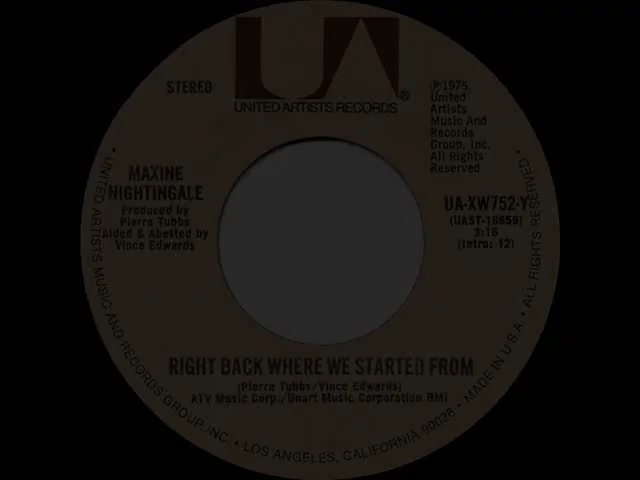 UA
®
UNITED ARTISTS RECORDS
STEREO
℗1975
United
Artists
Music And
Records
Group, Inc.
All Rights
Reserved
MAXINE
NIGHTINGALE
Produced by
Pierre Tubbs
Aided & Abetted by
Vince Edwards
UA-XW752-Y
(UAST-18659)
3:16
(Intro: 12)
RIGHT BACK WHERE WE STARTED FROM
(Pierre Tubbs/Vince Edwards)
ATV Music Corp./Unart Music Corporation BMI
• UNITED ARTISTS MUSIC AND RECORDS GROUP, INC. • LOS ANGELES, CALIFORNIA 90028 • MADE IN U.S.A. • ALL RIGHTS RESERVED